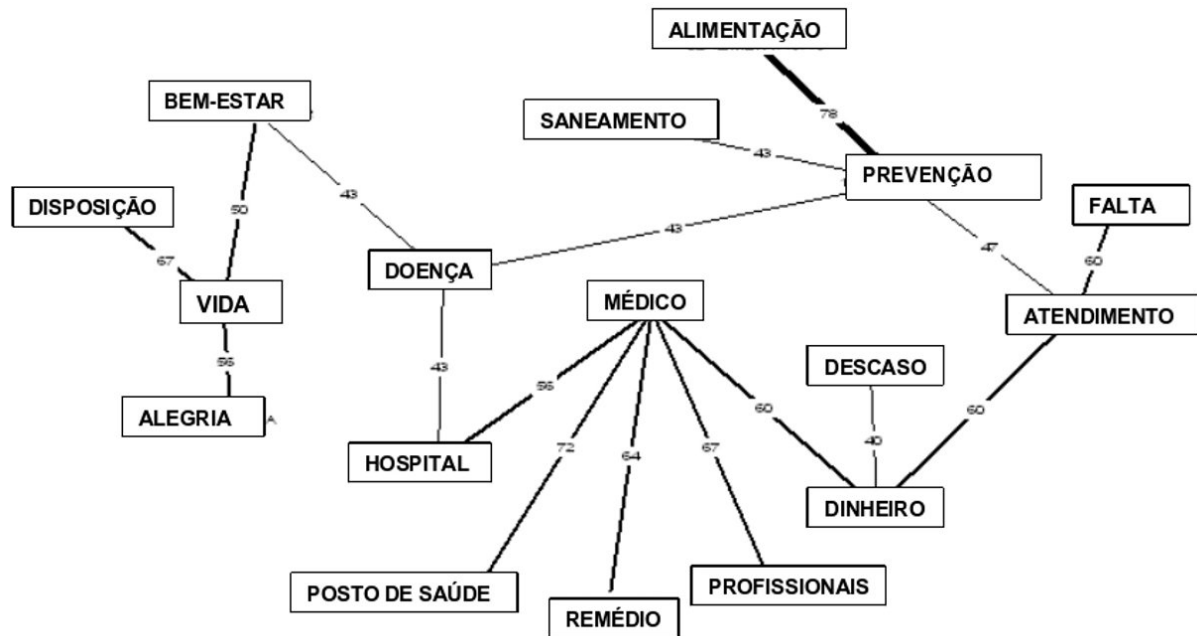 ALIMENTAÇÃO
BEM-ESTAR
78
SANEAMENTO
43
PREVENÇÃO
DISPOSIÇÃO
50
43
FALTA
67
43
47
DOENÇA
60
VIDA
MÉDICO
ATENDIMENTO
56
43
DESCASO
ALEGRIA
A
56
60
60
HOSPITAL
72
64
67
40
DINHEIRO
POSTO DE SAÚDE
PROFISSIONAIS
REMÉDIO